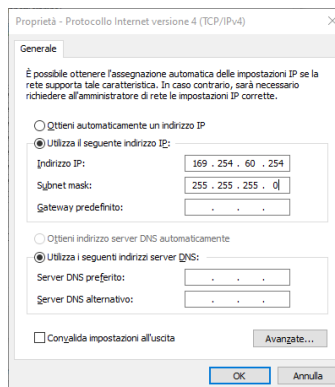 Proprietà - Protocollo Internet versione 4 (TCP/IPv4)
Generale
È possibile ottenere l'assegnazione automatica delle impostazioni IP se la
rete supporta tale caratteristica. In caso contrario, sarà necessario
richiedere all'amministratore di rete le impostazioni IP corrette.
Ottieni automaticamente un indirizzo IP
Utilizza il seguente indirizzo IP:
Indirizzo IP: 169 . 254 . 60 . 254
Subnet mask: 255 . 255 . 255 . 0
Gateway predefinito: . . .
Ottieni indirizzo server DNS automaticamente
Utilizza i seguenti indirizzi server DNS:
Server DNS preferito: . . .
Server DNS alternativo: . . .
Convalida impostazioni all'uscita Avanzate...
OK Annulla